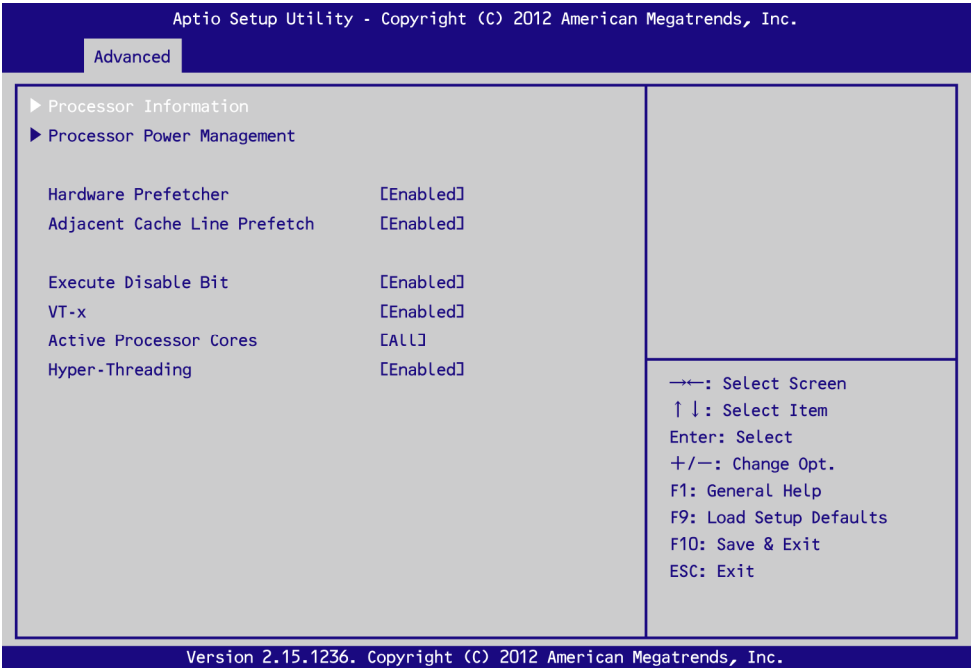 Aptio Setup Utility - Copyright (C) 2012 American Megatrends, Inc.
Advanced
▶ Processor Information
▶ Processor Power Management
Hardware Prefetcher [Enabled]
Adjacent Cache Line Prefetch [Enabled]
Execute Disable Bit [Enabled]
VT-x [Enabled]
Active Processor Cores [All]
Hyper-Threading [Enabled]
→←: Select Screen
↑↓: Select Item
Enter: Select
+/-: Change Opt.
F1: General Help
F9: Load Setup Defaults
F10: Save & Exit
ESC: Exit
Version 2.15.1236. Copyright (C) 2012 American Megatrends, Inc.